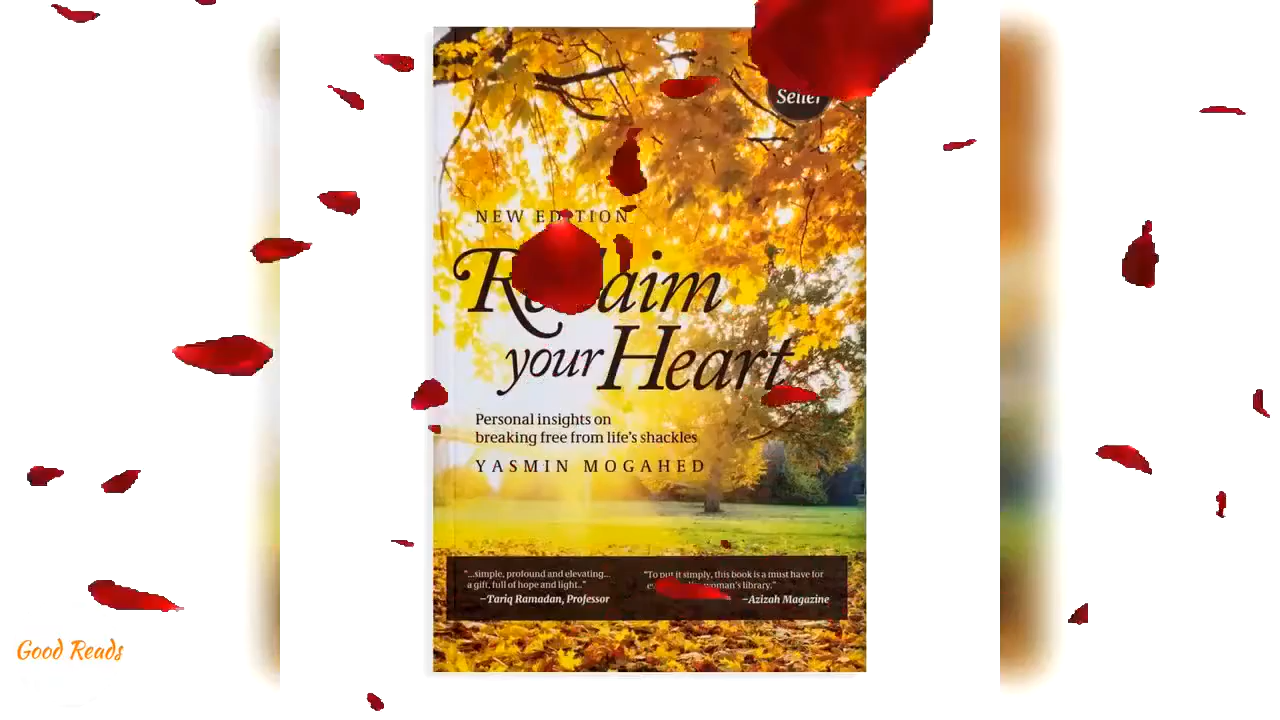 Seller
NEW EDITION
Reclaim
your Heart
Personal insights on
breaking free from life's shackles
YASMIN MOGAHED
"...simple, profound and elevating...
a gift, full of hope and light..."
–Tariq Ramadan, Professor
"To put it simply, this book is a must have for
woman's library."
–Azizah Magazine
Good Reads